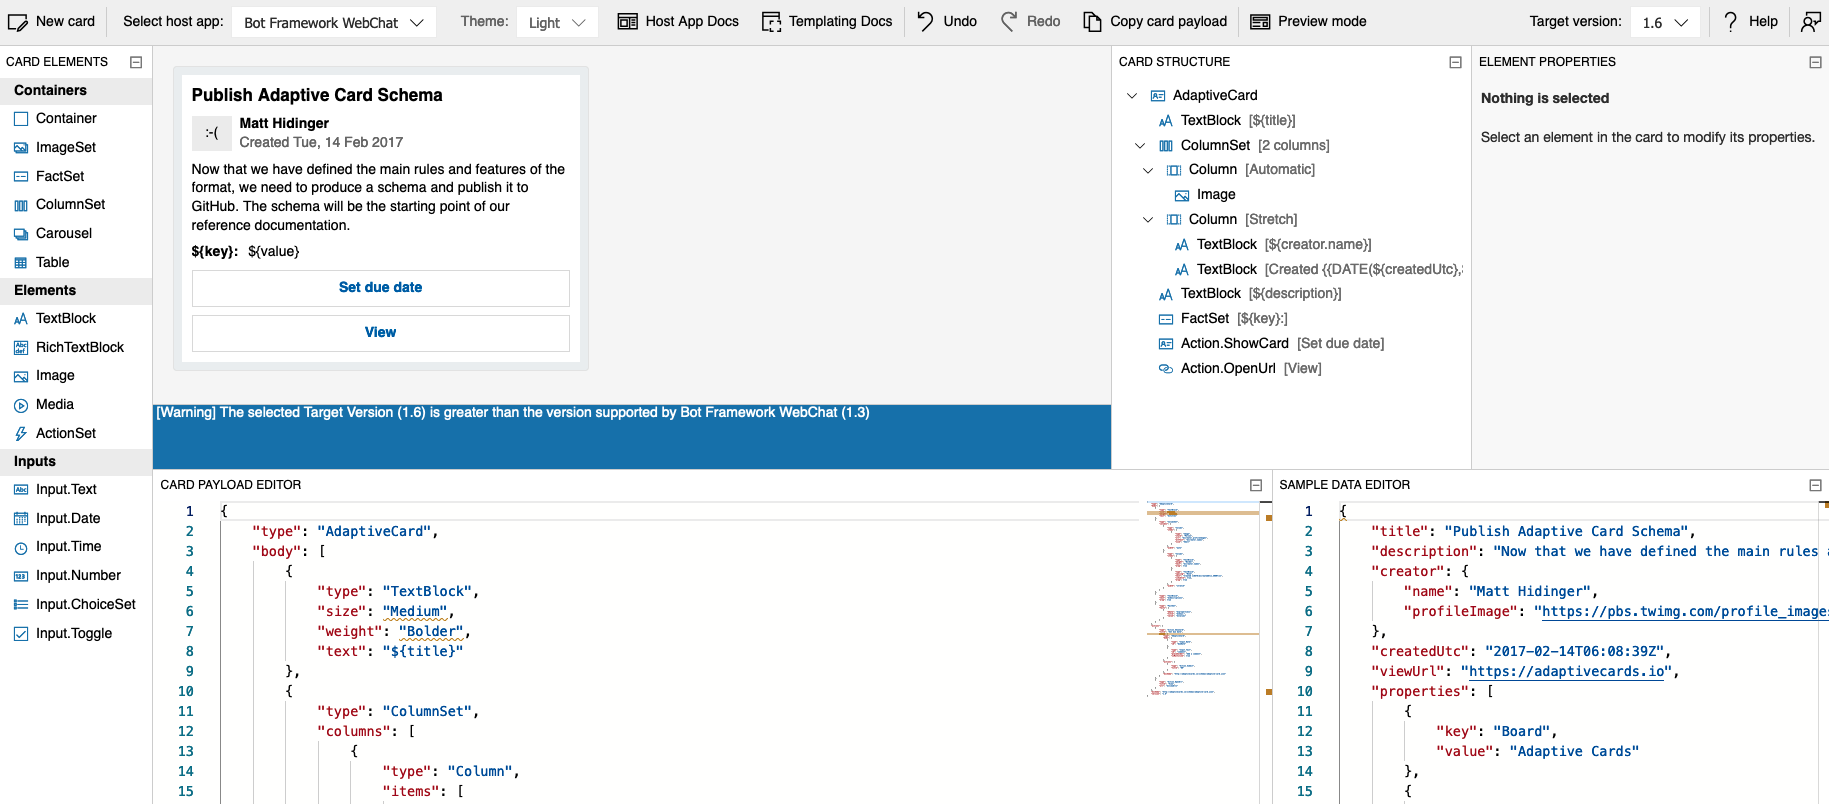 New card
Select host app:
Bot Framework WebChat
Theme:
Light
Host App Docs
Templating Docs
Undo
Redo
Copy card payload
Preview mode
Target version:
1.6
Help
CARD ELEMENTS
Containers
Container
ImageSet
FactSet
ColumnSet
Carousel
Table
Elements
TextBlock
RichTextBlock
Image
Media
ActionSet
Inputs
Input.Text
Input.Date
Input.Time
Input.Number
Input.ChoiceSet
Input.Toggle
Publish Adaptive Card Schema
:-(
Matt Hidinger
Created Tue, 14 Feb 2017
Now that we have defined the main rules and features of the
format, we need to produce a schema and publish it to
GitHub. The schema will be the starting point of our
reference documentation.
${key}: ${value}
Set due date
View
[Warning] The selected Target Version (1.6) is greater than the version supported by Bot Framework WebChat (1.3)
CARD STRUCTURE
AdaptiveCard
TextBlock [${title}]
ColumnSet [2 columns]
Column [Automatic]
Image
Column [Stretch]
TextBlock [${creator.name}]
TextBlock [Created {{DATE(${createdUtc},
TextBlock [${description}]
FactSet [${key}:]
Action.ShowCard [Set due date]
Action.OpenUrl [View]
ELEMENT PROPERTIES
Nothing is selected
Select an element in the card to modify its properties.
CARD PAYLOAD EDITOR
1 {
2 "type": "AdaptiveCard",
3 "body": [
4 {
5 "type": "TextBlock",
6 "size": "Medium",
7 "weight": "Bolder",
8 "text": "${title}"
9 },
10 {
11 "type": "ColumnSet",
12 "columns": [
13 {
14 "type": "Column",
15 "items": [
SAMPLE DATA EDITOR
1 {
2 "title": "Publish Adaptive Card Schema",
3 "description": "Now that we have defined the main rules
4 "creator": {
5 "name": "Matt Hidinger",
6 "profileImage": "https://pbs.twimg.com/profile_images
7 },
8 "createdUtc": "2017-02-14T06:08:39Z",
9 "viewUrl": "https://adaptivecards.io",
10 "properties": [
11 {
12 "key": "Board",
13 "value": "Adaptive Cards"
14 },
15 {